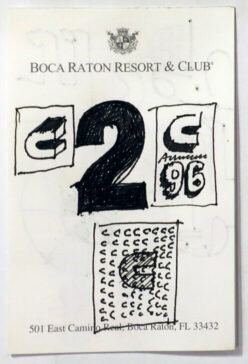 BOCA RATON RESORT & CLUB®
C 2 C
96
C
501 East Camino Real, Boca Raton, FL 33432